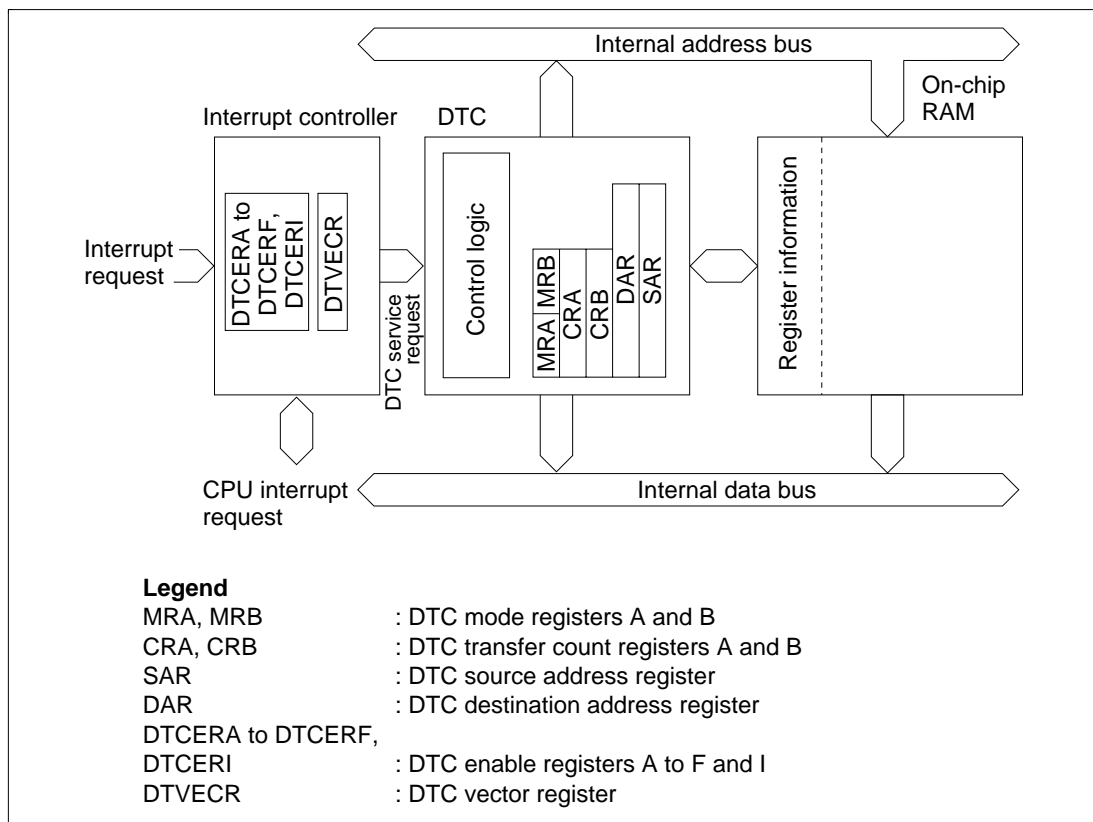 Internal address bus
On-chip
RAM
Interrupt controller
DTC
Interrupt
request
DTCERA to
DTCERF,
DTCERI
DTVECR
DTC service
request
Control logic
MRA
MRB
CRA
CRB
DAR
SAR
Register information
CPU interrupt
request
Internal data bus
Legend
MRA, MRB : DTC mode registers A and B
CRA, CRB : DTC transfer count registers A and B
SAR : DTC source address register
DAR : DTC destination address register
DTCERA to DTCERF,
DTCERI : DTC enable registers A to F and I
DTVECR : DTC vector register